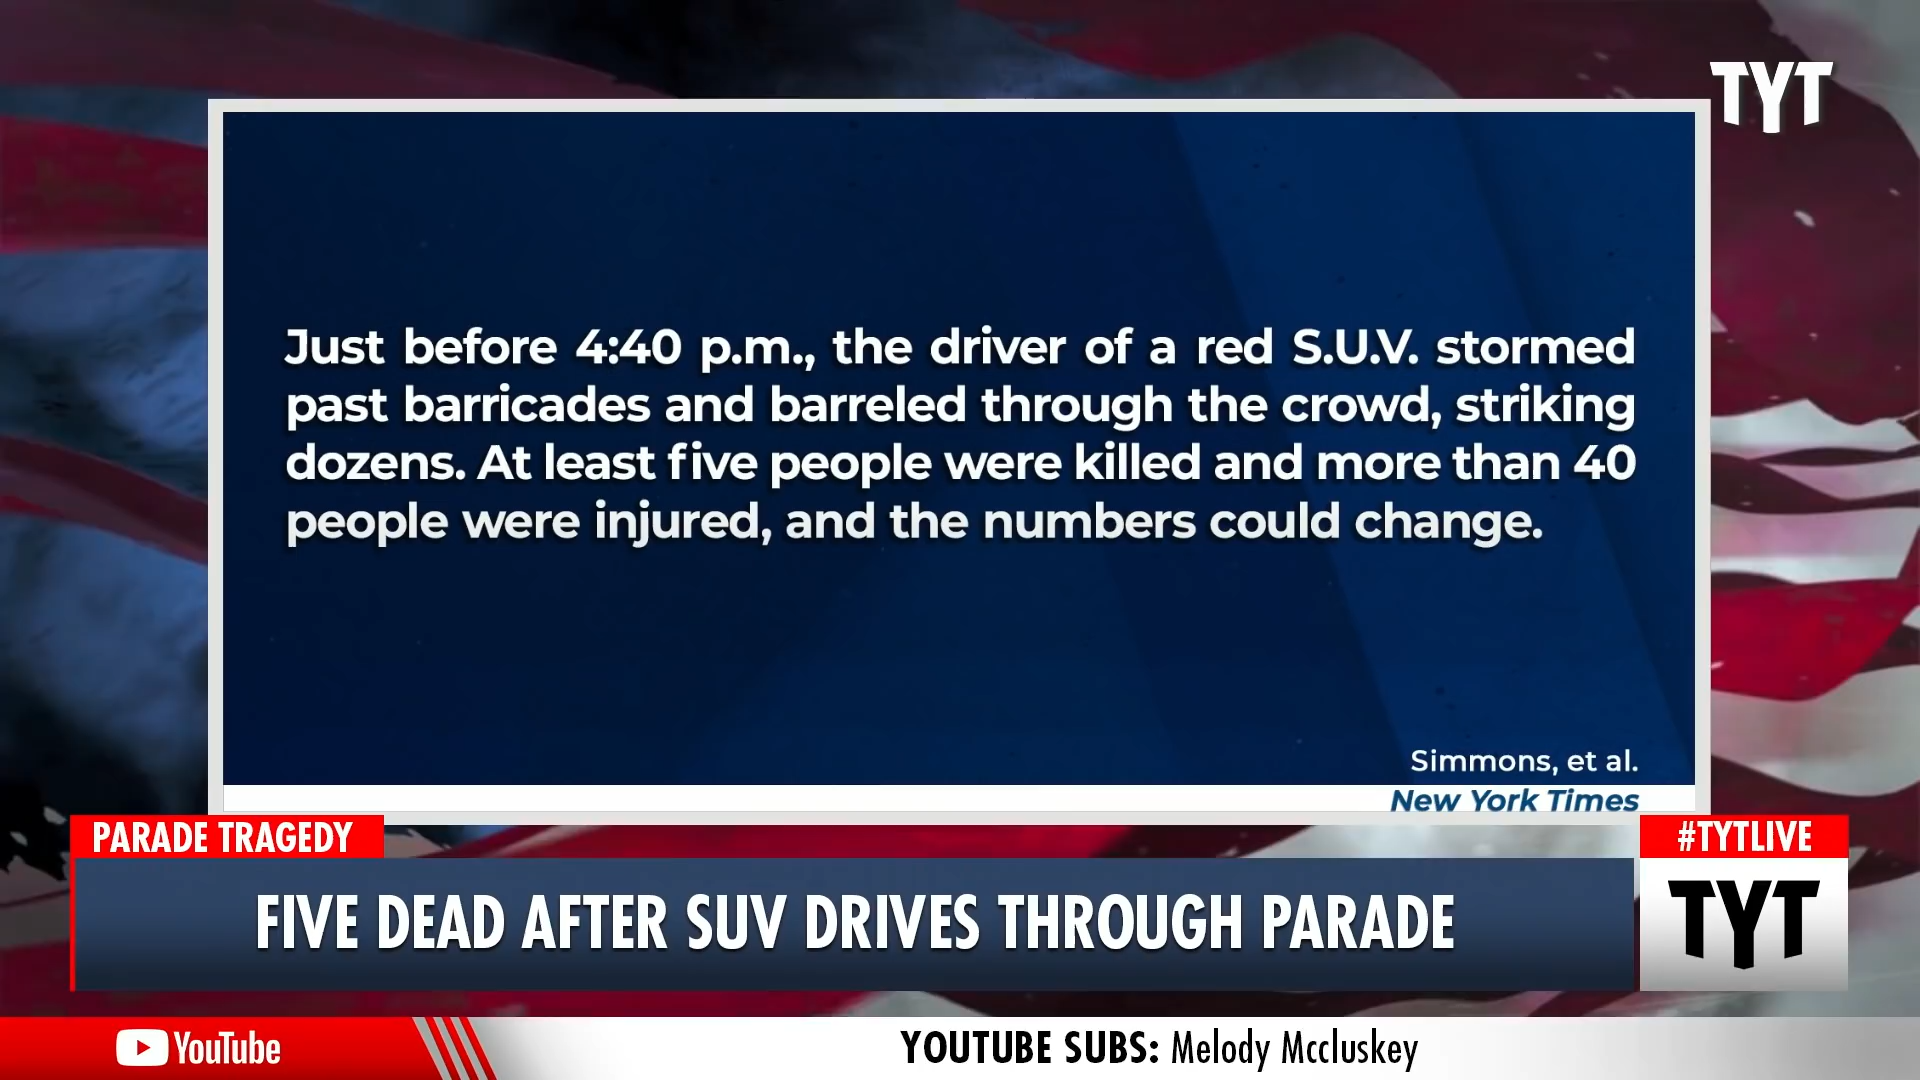 TYT
Just before 4:40 p.m., the driver of a red S.U.V. stormed
past barricades and barreled through the crowd, striking
dozens. At least five people were killed and more than 40
people were injured, and the numbers could change.
Simmons, et al.
New York Times
PARADE TRAGEDY
#TYTLIVE
FIVE DEAD AFTER SUV DRIVES THROUGH PARADE
TYT
YouTube
YOUTUBE SUBS: Melody Mccluskey